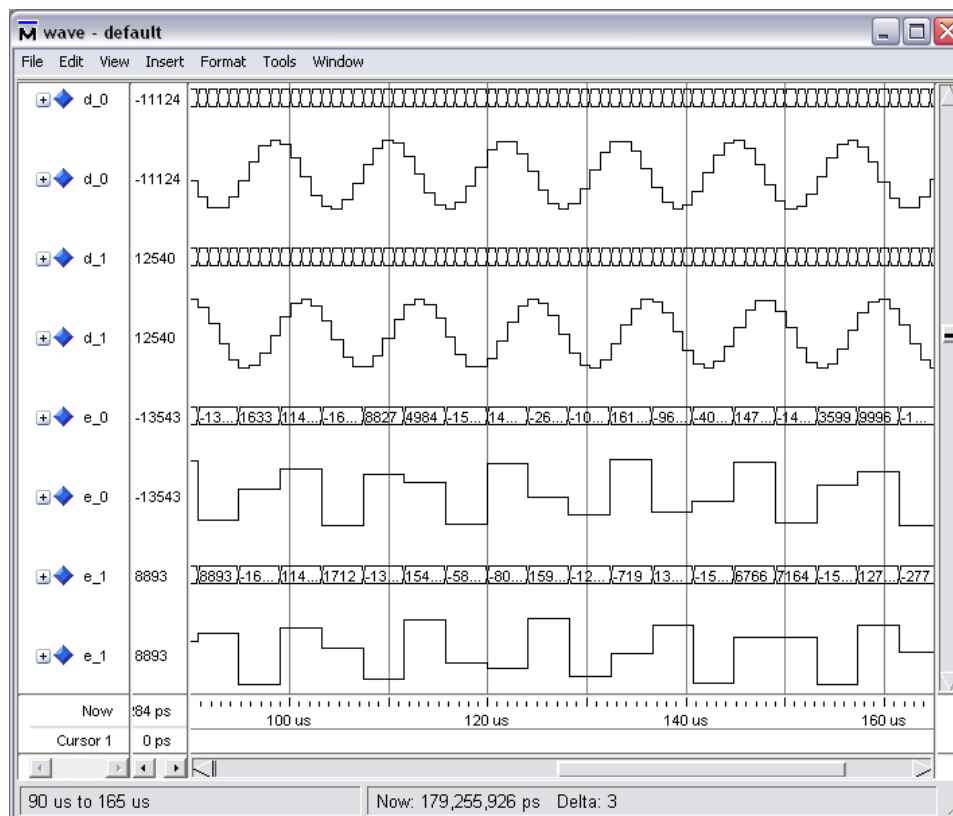 wave - default
File Edit View Insert Format Tools Window
d_0 -11124
d_0 -11124
d_1 12540
d_1 12540
e_0 -13543 -13... 1633 114... -16... 8827 4984 -15... 14... -26... -10... 161... -96... -40... 147... -14... 3599 9996 -1...
e_0 -13543
e_1 8893 8893 -16... 114... 1712 -13... 154... -58... -80... 159... -12... -719 13... -15... 6766 7164 -15... 127... -277
e_1 8893
Now :84 ps
100 us 120 us 140 us 160 us
Cursor 1 0 ps
90 us to 165 us Now: 179,255,926 ps Delta: 3